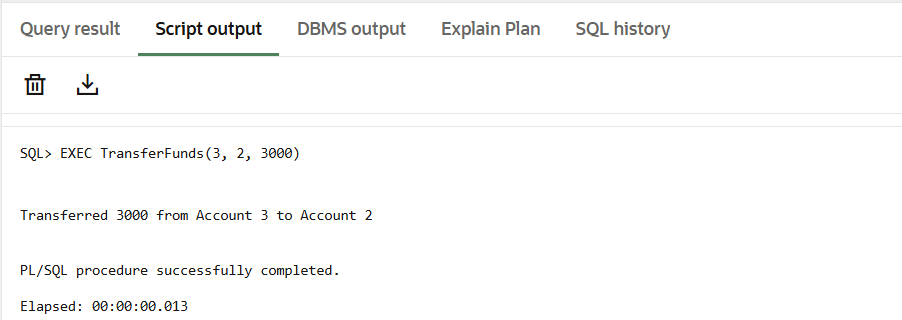 Query result Script output DBMS output Explain Plan SQL history
SQL> EXEC TransferFunds(3, 2, 3000)
Transferred 3000 from Account 3 to Account 2
PL/SQL procedure successfully completed.
Elapsed: 00:00:00.013